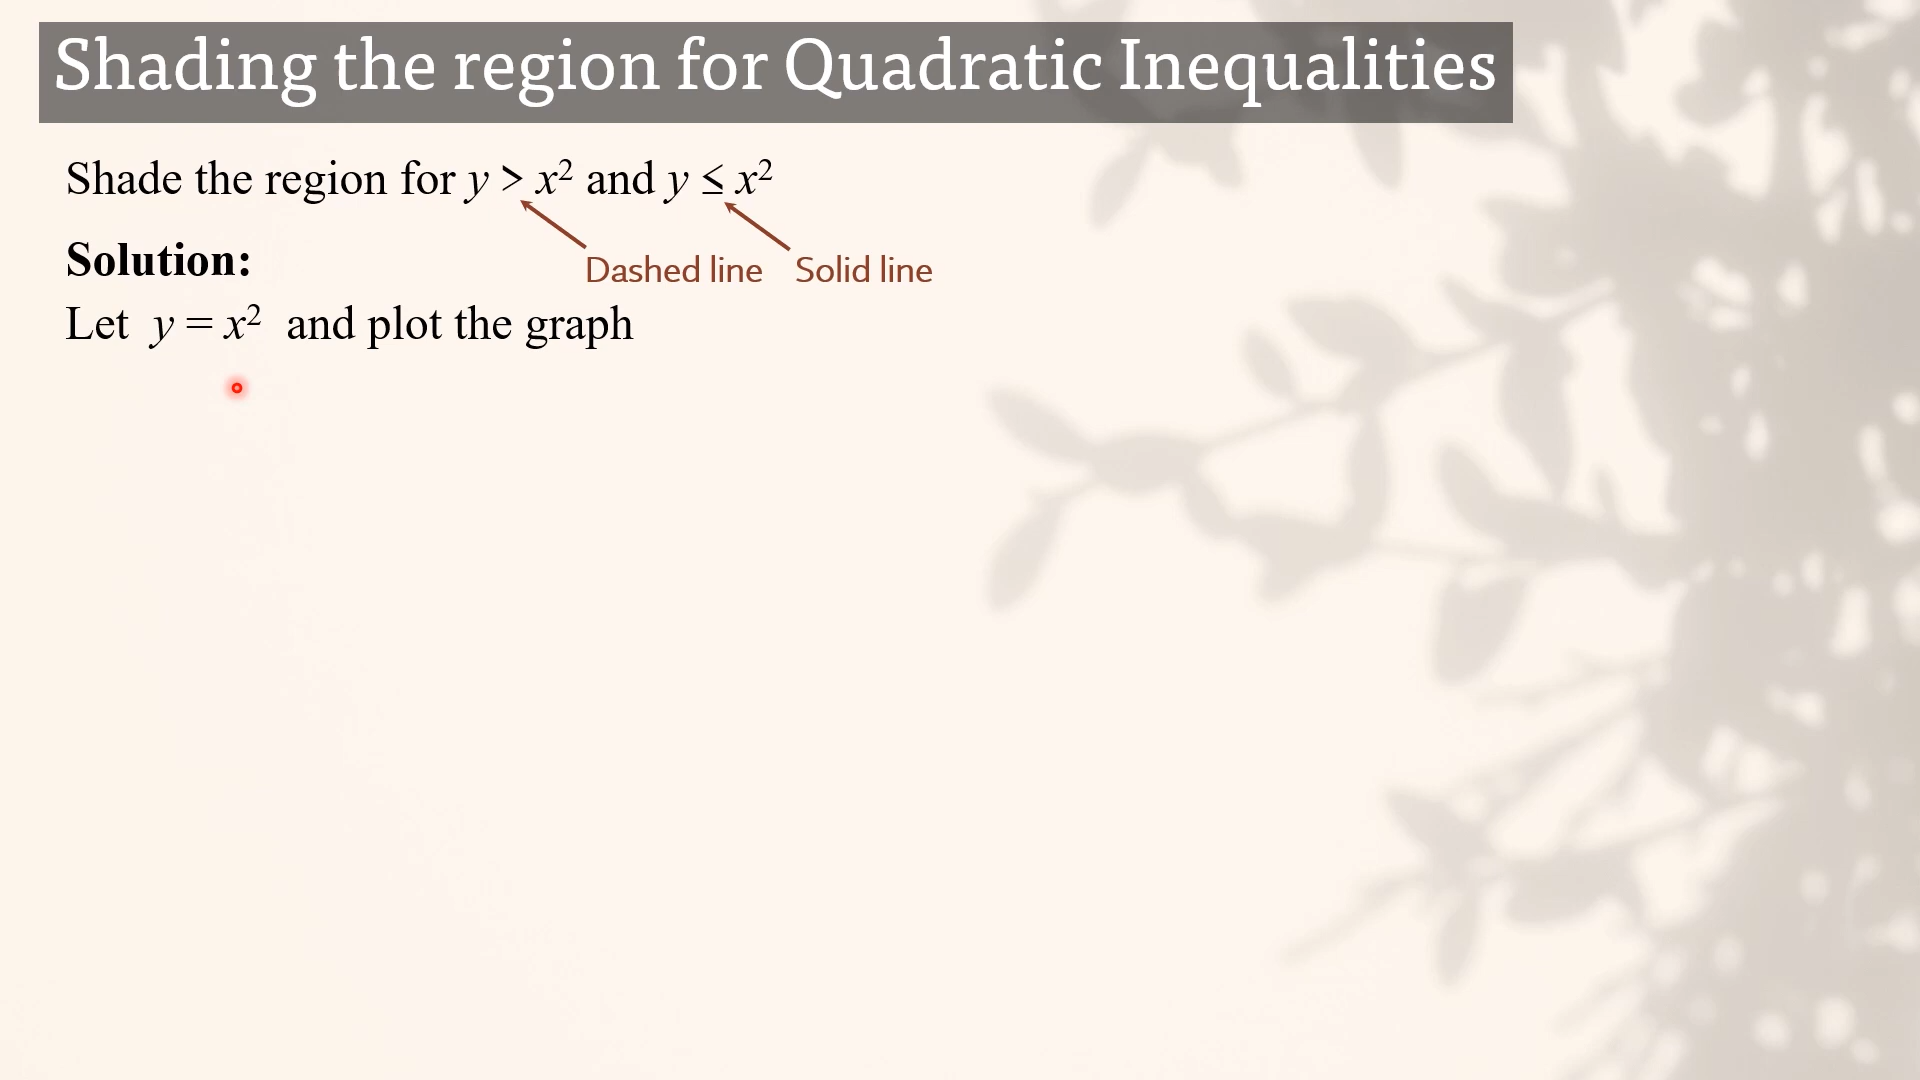 Shading the region for Quadratic Inequalities
Shade the region for y > x² and y ≤ x²
Solution:
Dashed line
Solid line
Let y = x² and plot the graph